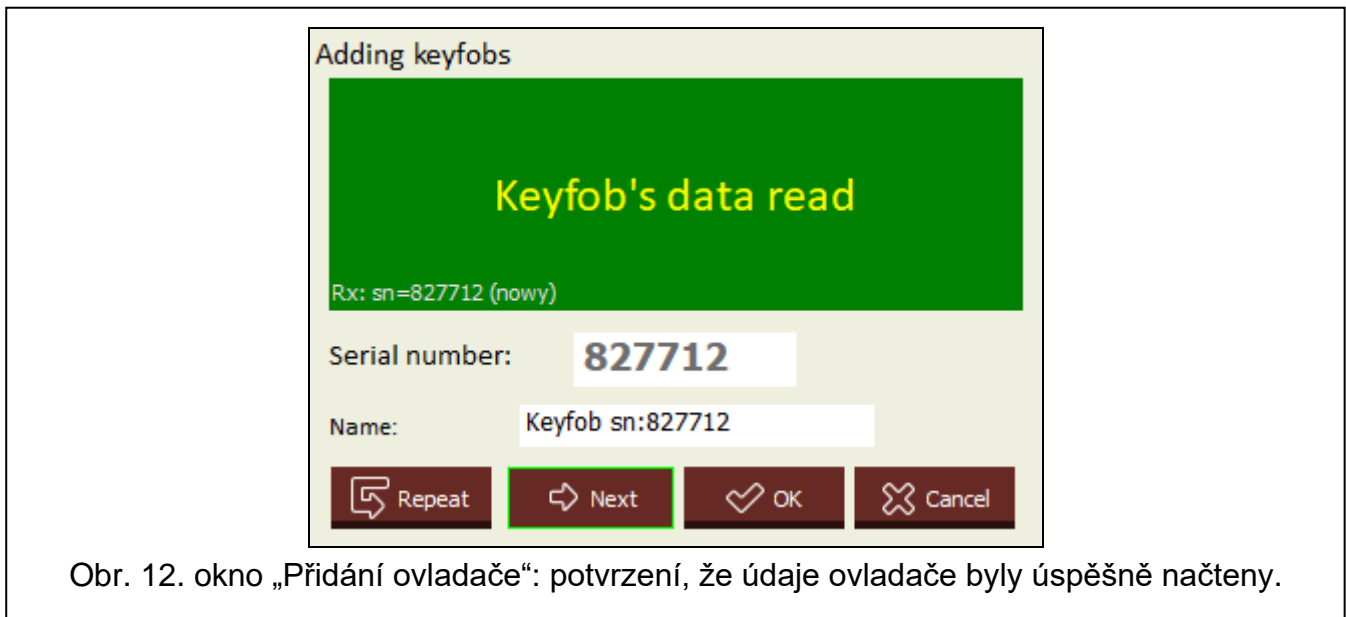 Adding keyfobs
Keyfob's data read
Rx: sn=827712 (nowy)
Serial number: 827712
Name: Keyfob sn:827712
Repeat Next OK Cancel
Obr. 12. okno „Přidání ovladače“: potvrzení, že údaje ovladače byly úspěšně načteny.